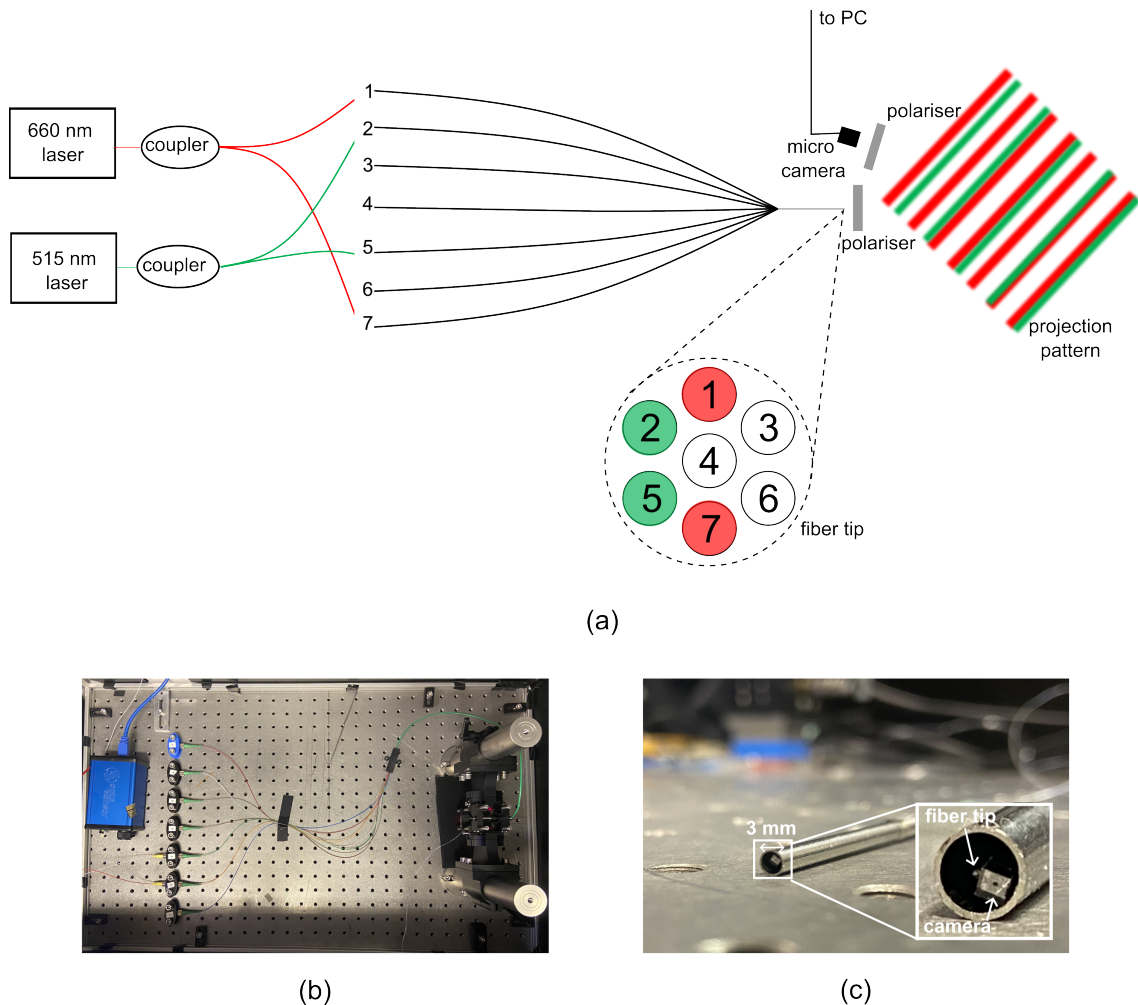 to PC
660 nm
laser
coupler
515 nm
laser
coupler
1
2
3
4
5
6
7
polariser
micro
camera
polariser
projection
pattern
1
2
3
4
5
6
7
fiber tip
(a)
3 mm
fiber tip
camera
(b)
(c)